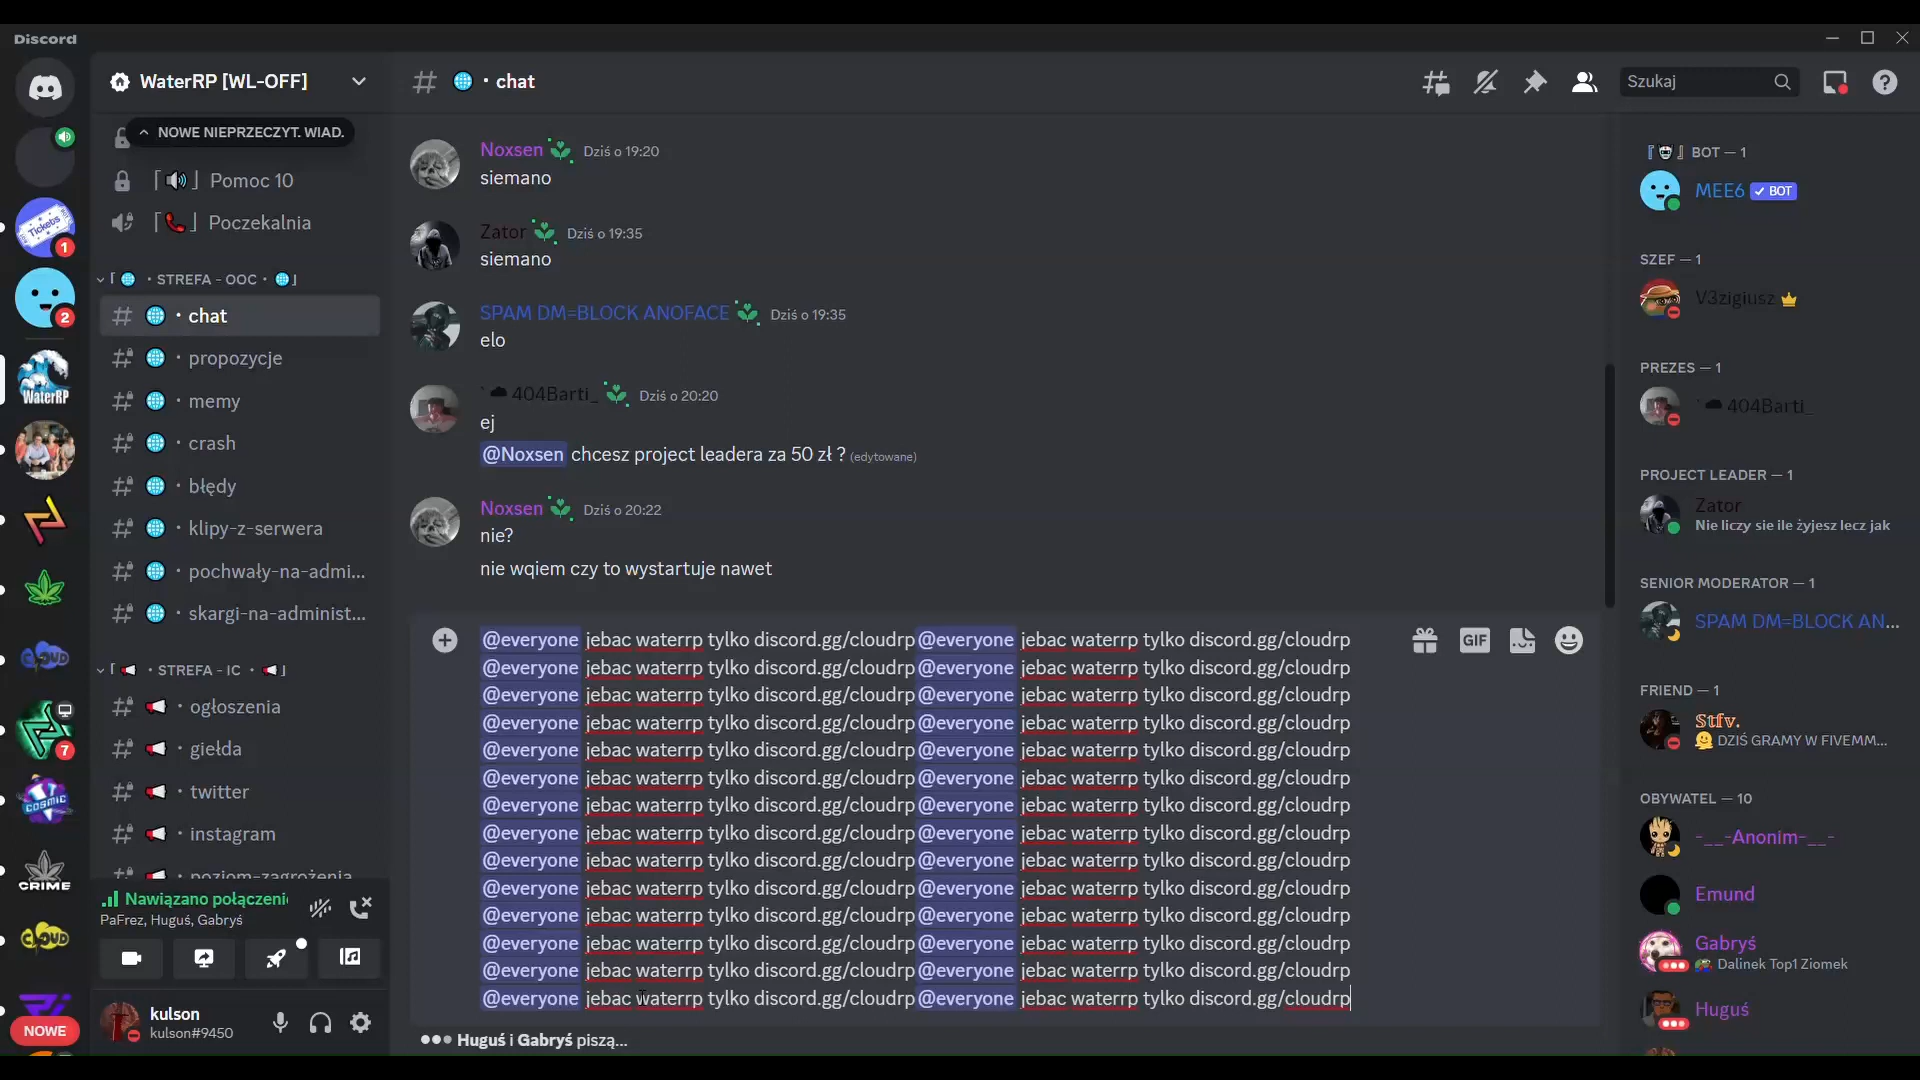 Discord
WaterRP [WL-OFF]
NOWE NIEPRZECZYT. WIAD.
Pomoc 10
Poczekalnia
STREFA - OOC
chat
propozycje
memy
crash
błędy
klipy-z-serwera
pochwały-na-admi...
skargi-na-administ...
STREFA - IC
ogłoszenia
giełda
twitter
instagram
poziom-zagrożenia
Nawiązano połączeni
PaFrez, Huguś, Gabryś
kulson
kulson#9450
Tickets
1
2
WaterRP
CLOUD
7
COSMIC
CRIME
CLOUD
NOWE
chat
Szukaj
Noxsen Dziś o 19:20
siemano
Zator Dziś o 19:35
siemano
SPAM DM=BLOCK ANOFACE Dziś o 19:35
elo
404Barti_ Dziś o 20:20
ej
@Noxsen chcesz project leadera za 50 zł ? (edytowane)
Noxsen Dziś o 20:22
nie?
nie wqiem czy to wystartuje nawet
@everyone jebac waterrp tylko discord.gg/cloudrp@everyone jebac waterrp tylko discord.gg/cloudrp
@everyone jebac waterrp tylko discord.gg/cloudrp@everyone jebac waterrp tylko discord.gg/cloudrp
@everyone jebac waterrp tylko discord.gg/cloudrp@everyone jebac waterrp tylko discord.gg/cloudrp
@everyone jebac waterrp tylko discord.gg/cloudrp@everyone jebac waterrp tylko discord.gg/cloudrp
@everyone jebac waterrp tylko discord.gg/cloudrp@everyone jebac waterrp tylko discord.gg/cloudrp
@everyone jebac waterrp tylko discord.gg/cloudrp@everyone jebac waterrp tylko discord.gg/cloudrp
@everyone jebac waterrp tylko discord.gg/cloudrp@everyone jebac waterrp tylko discord.gg/cloudrp
@everyone jebac waterrp tylko discord.gg/cloudrp@everyone jebac waterrp tylko discord.gg/cloudrp
@everyone jebac waterrp tylko discord.gg/cloudrp@everyone jebac waterrp tylko discord.gg/cloudrp
@everyone jebac waterrp tylko discord.gg/cloudrp@everyone jebac waterrp tylko discord.gg/cloudrp
@everyone jebac waterrp tylko discord.gg/cloudrp@everyone jebac waterrp tylko discord.gg/cloudrp
@everyone jebac waterrp tylko discord.gg/cloudrp@everyone jebac waterrp tylko discord.gg/cloudrp
@everyone jebac waterrp tylko discord.gg/cloudrp@everyone jebac waterrp tylko discord.gg/cloudrp
@everyone jebac waterrp tylko discord.gg/cloudrp@everyone jebac waterrp tylko discord.gg/cloudrp
GIF
Huguś i Gabryś piszą...
BOT — 1
MEE6 BOT
SZEF — 1
V3zigiusz
PREZES — 1
404Barti_
PROJECT LEADER — 1
Zator
Nie liczy sie ile żyjesz lecz jak
SENIOR MODERATOR — 1
SPAM DM=BLOCK AN...
FRIEND — 1
Stfv.
DZIŚ GRAMY W FIVEMM...
OBYWATEL — 10
-__-Anonim-__-
Emund
Gabryś
Dalinek Top1 Ziomek
Huguś